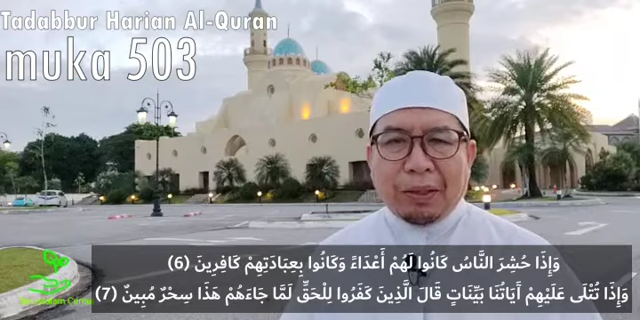 Tadabbur Harian Al-Quran
muka 503
وَإِذَا حُشِرَ النَّاسُ كَانُوا لَهُمْ أَعْدَاءً وَكَانُوا بِعِبَادَتِهِمْ كَافِرِينَ (6)
وَإِذَا تُتْلَى عَلَيْهِمْ آيَاتُنَا بَيِّنَاتٍ قَالَ الَّذِينَ كَفَرُوا لِلْحَقِّ لَمَّا جَاءَهُمْ هَذَا سِحْرٌ مُبِينٌ (7)